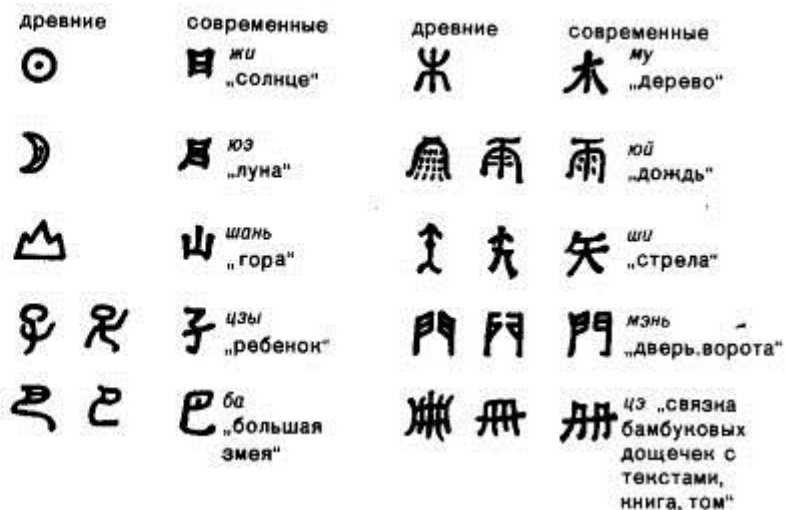 древние современные
日 жи
„солнце“
月 юэ
„луна“
山 шань
„гора“
子 цзы
„ребенок“
巴 ба
„большая
змея“
древние современные
木 му
„дерево“
雨 юй
„дождь“
矢 ши
„стрела“
門 мэнь
„дверь.ворота“
冊 цэ „связка
бамбуковых
дощечек с
текстами,
книга, том“